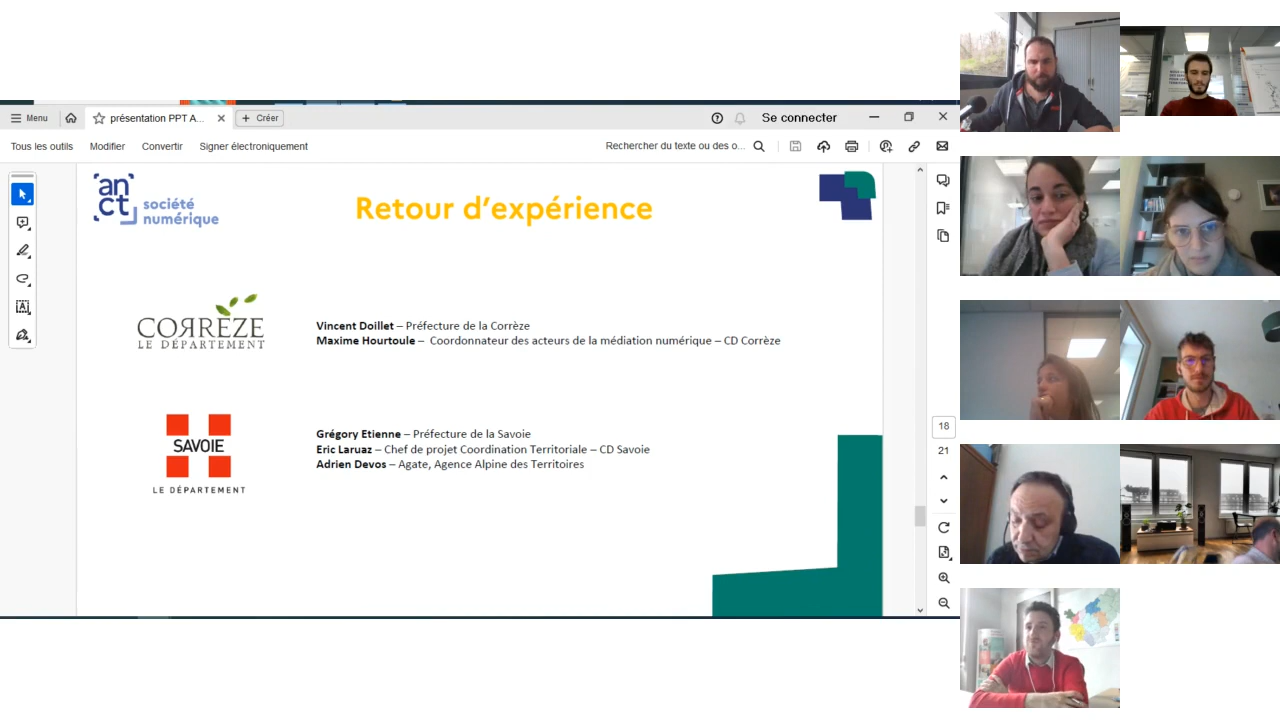 Menu
présentation PPT A...
Créer
Se connecter
Tous les outils
Modifier
Convertir
Signer électroniquement
Rechercher du texte ou des o...
an
ct
société
numérique
Retour d'expérience
CORRÈZE
LE DÉPARTEMENT
Vincent Doillet – Préfecture de la Corrèze
Maxime Hourtoule – Coordonnateur des acteurs de la médiation numérique – CD Corrèze
SAVOIE
LE DÉPARTEMENT
Grégory Etienne – Préfecture de la Savoie
Eric Laruaz – Chef de projet Coordination Territoriale – CD Savoie
Adrien Devos – Agate, Agence Alpine des Territoires
18
21